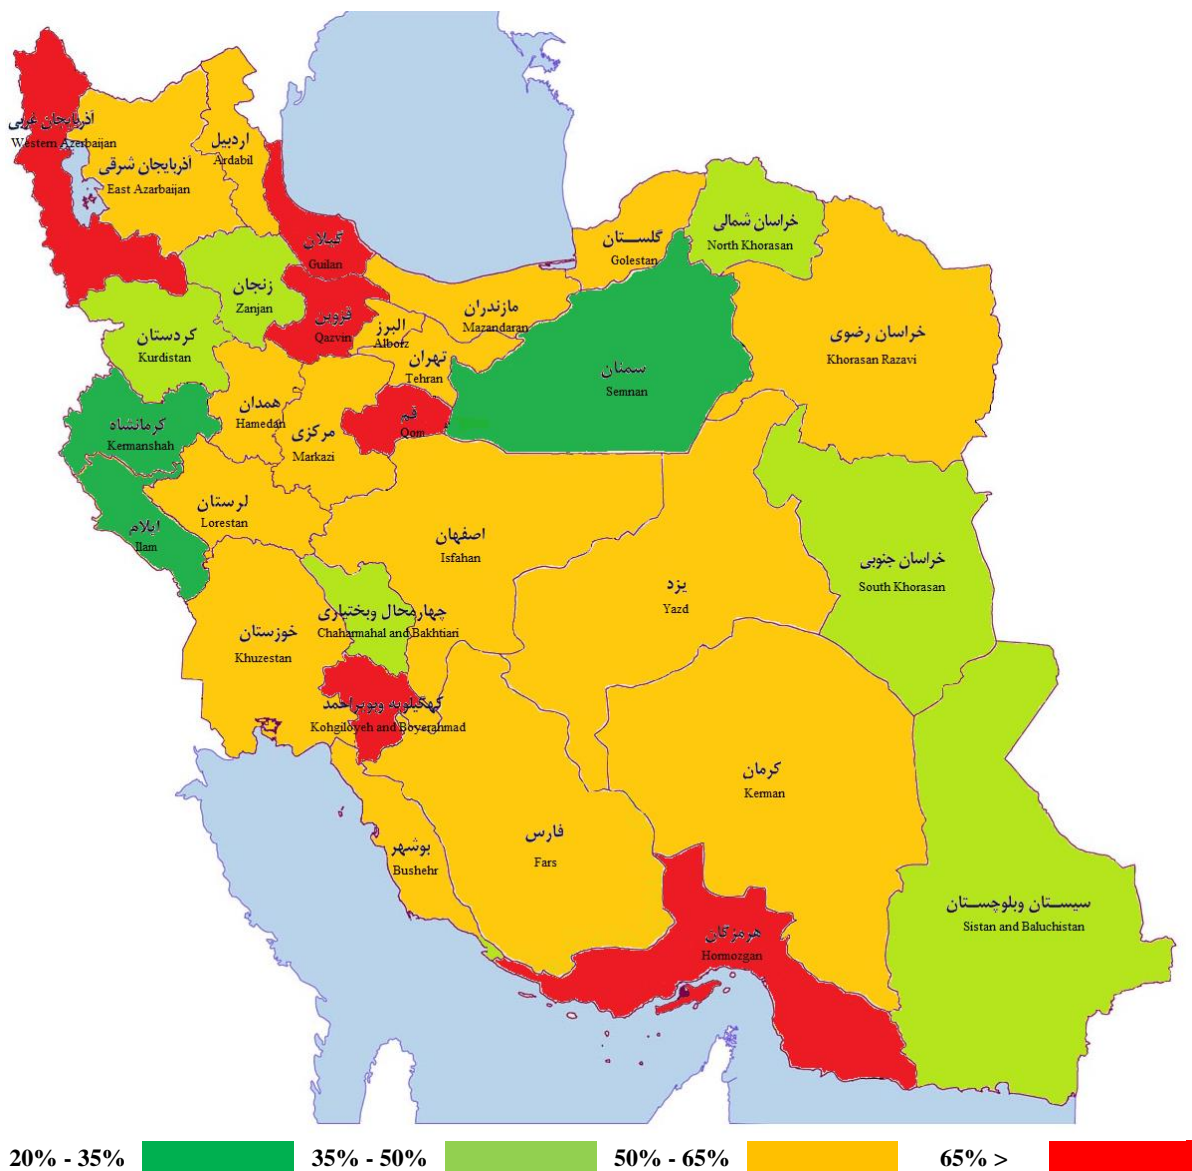 آذربایجان غربی
Western Azerbaijan
آذربایجان شرقی
East Azarbaijan
اردبیل
Ardabil
گیلان
Guilan
زنجان
Zanjan
قزوین
Qazvin
کردستان
Kurdistan
البرز
Alborz
تهران
Tehran
مازندران
Mazandaran
گلستان
Golestan
خراسان شمالی
North Khorasan
خراسان رضوی
Khorasan Razavi
سمنان
Semnan
کرمانشاه
Kermanshah
همدان
Hamedan
مرکزی
Markazi
قم
Qom
لرستان
Lorestan
ایلام
Ilam
اصفهان
Isfahan
یزد
Yazd
خراسان جنوبی
South Khorasan
چهارمحال وبختیاری
Chaharmahal and Bakhtiari
خوزستان
Khuzestan
کهگیلویه وبویراحمد
Kohgiloyeh and Boyerahmad
کرمان
Kerman
فارس
Fars
بوشهر
Bushehr
هرمزگان
Hormozgan
سیستان وبلوچستان
Sistan and Baluchistan
20% - 35% 35% - 50% 50% - 65% 65% >